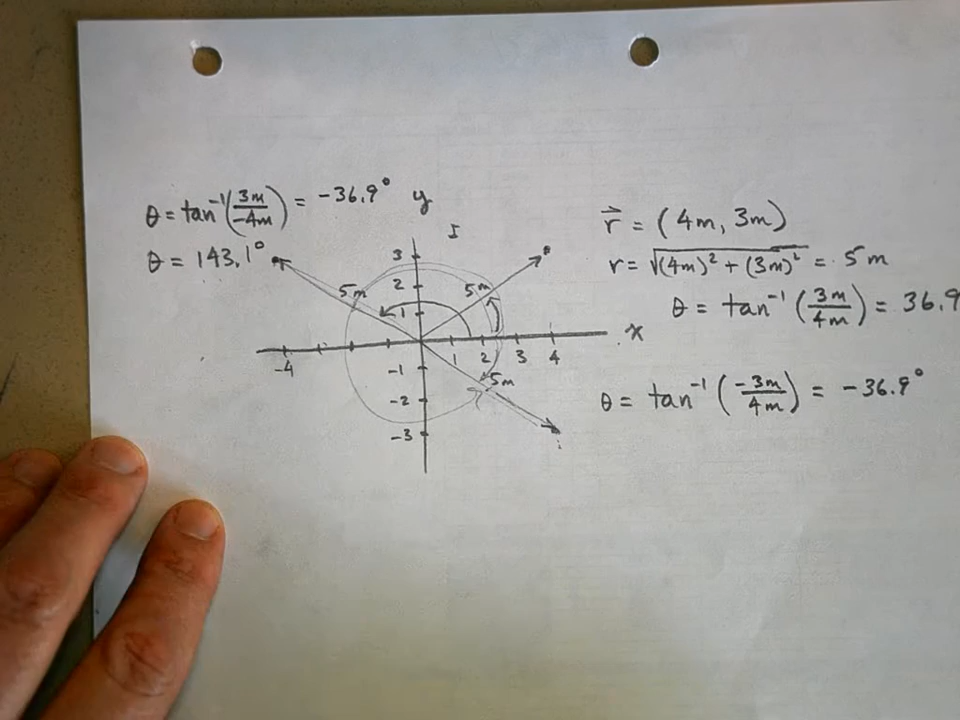 θ = tan⁻¹(3m/-4m) = -36.9°
θ = 143.1°
y
I
r⃗ = (4m, 3m)
r = √((4m)² + (3m)²) = 5m
θ = tan⁻¹(3m/4m) = 36.9
θ = tan⁻¹(-3m/4m) = -36.9°
3
5m 2 5m
1
x
-4 1 2 3 4
-1 5m
-2
-3